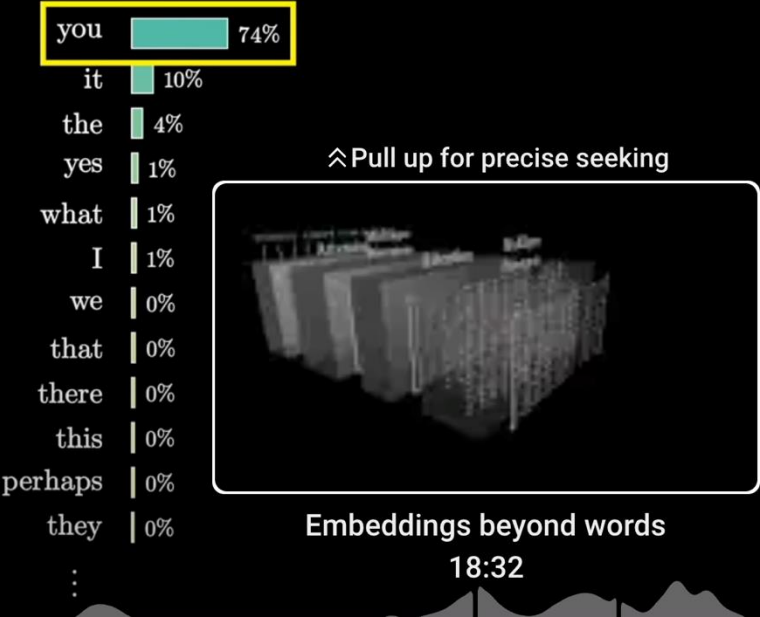 you 74%
it 10%
the 4%
yes 1%
what 1%
I 1%
we 0%
that 0%
there 0%
this 0%
perhaps 0%
they 0%
⋮
Pull up for precise seeking
Embeddings beyond words
18:32